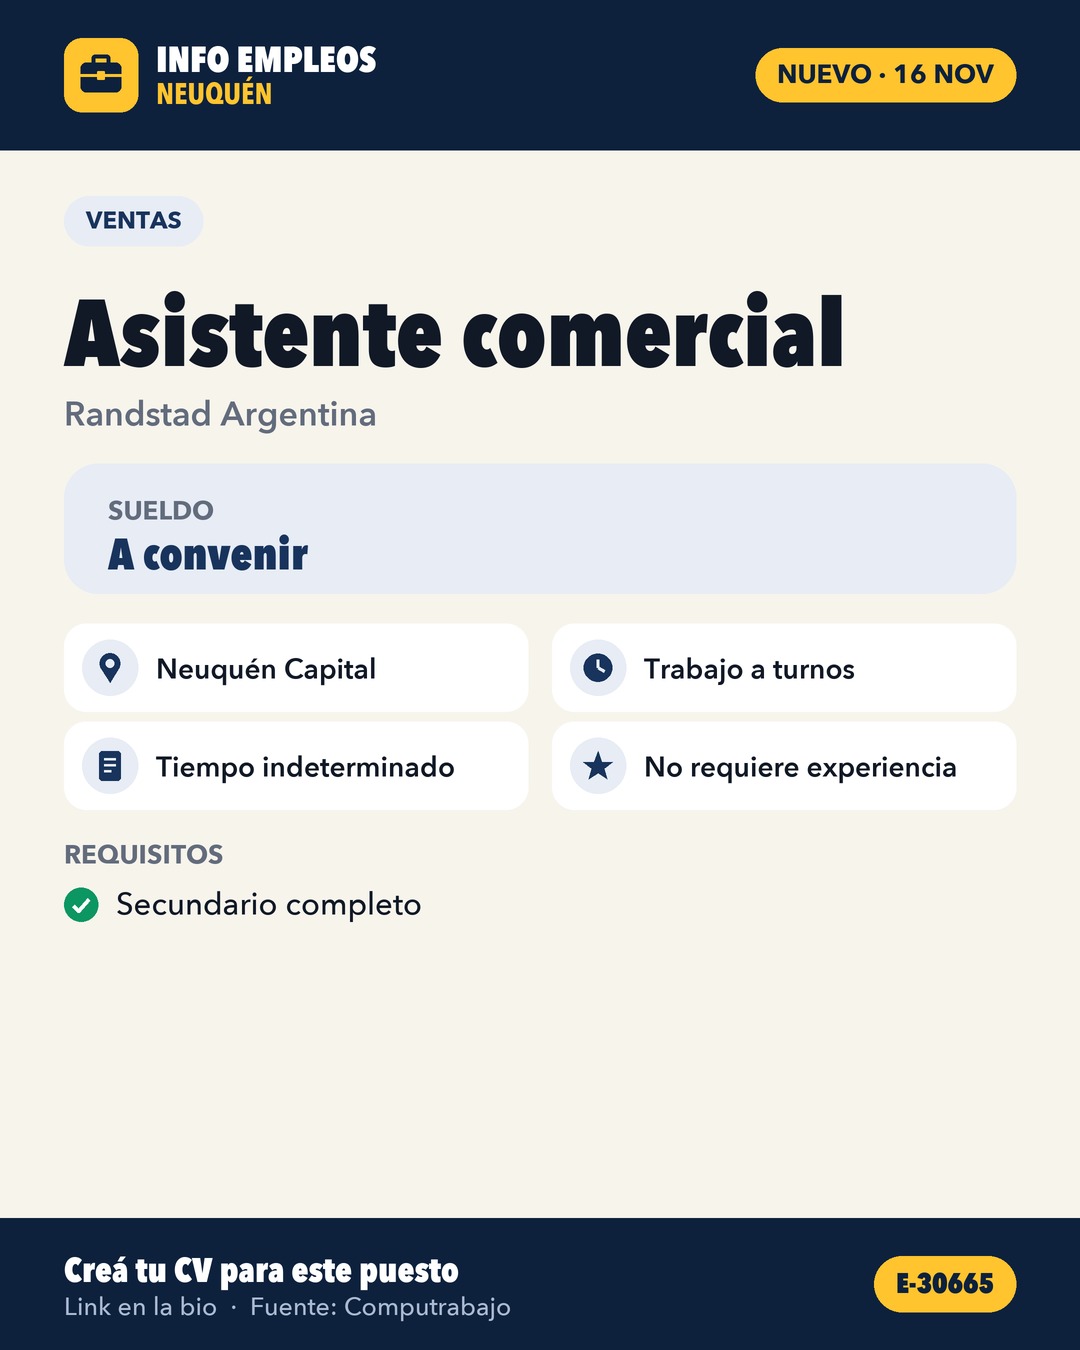 INFO EMPLEOS
NEUQUÉN
NUEVO · 16 NOV
VENTAS
Asistente comercial
Randstad Argentina
SUELDO
A convenir
Neuquén Capital
Trabajo a turnos
Tiempo indeterminado
No requiere experiencia
REQUISITOS
Secundario completo
Creá tu CV para este puesto
Link en la bio · Fuente: Computrabajo
E-30665